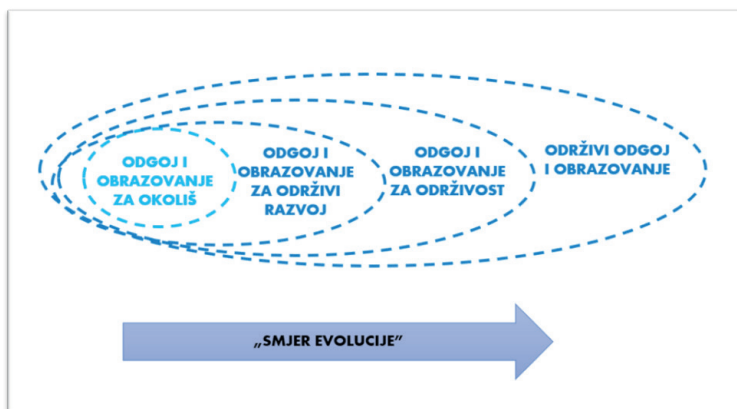 ODGOJ I
OBRAZOVANJE
ZA OKOLIŠ
ODGOJ I
OBRAZOVANJE
ZA ODRŽIVI
RAZVOJ
ODGOJ I
OBRAZOVANJE
ZA ODRŽIVOST
ODRŽIVI ODGOJ
I OBRAZOVANJE
„SMJER EVOLUCIJE”